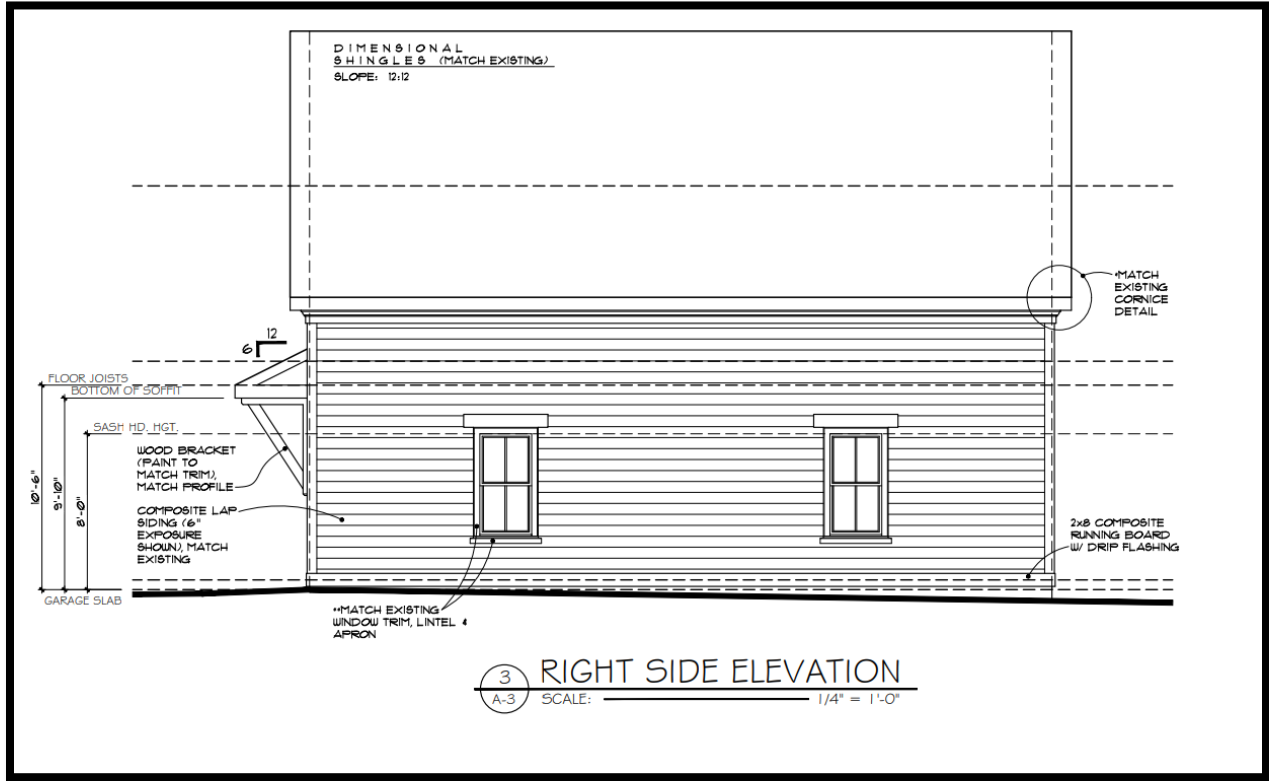 DIMENSIONAL
SHINGLES (MATCH EXISTING)
SLOPE: 12:12
*MATCH
EXISTING
CORNICE
DETAIL
12
6
FLOOR JOISTS
BOTTOM OF SOFFIT
SASH HD. HGT.
WOOD BRACKET
(PAINT TO
MATCH TRIM),
MATCH PROFILE
10'-6"
9'-10"
8'-0"
COMPOSITE LAP
SIDING (6"
EXPOSURE
SHOWN), MATCH
EXISTING
2x8 COMPOSITE
RUNNING BOARD
W/ DRIP FLASHING
GARAGE SLAB
**MATCH EXISTING
WINDOW TRIM, LINTEL &
APRON
3
A-3
RIGHT SIDE ELEVATION
SCALE: 1/4" = 1'-0"